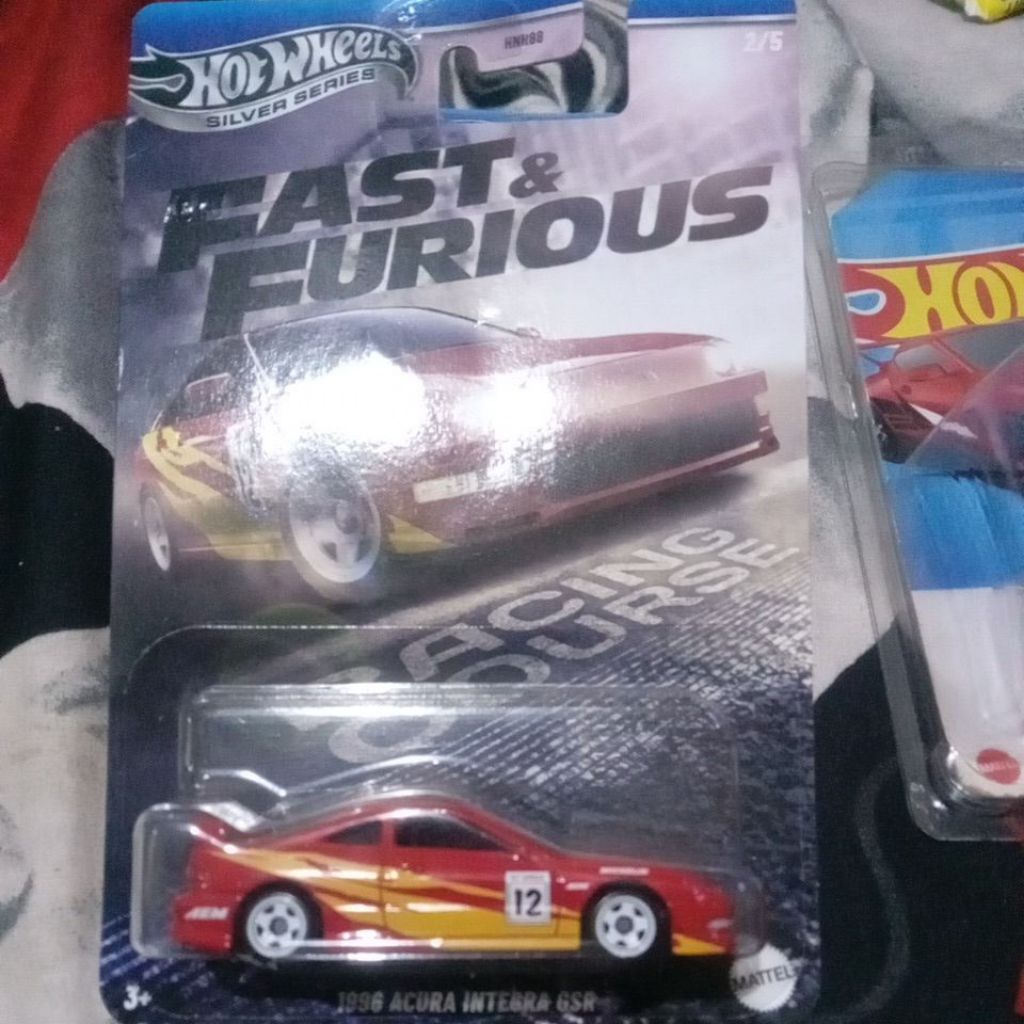 HOT WHEELS
SILVER SERIES
HNR88
2/5
FAST &
FURIOUS
HO
RACING
COURSE
12
AEM
MATTEL
3+
1996 ACURA INTEGRA GSR